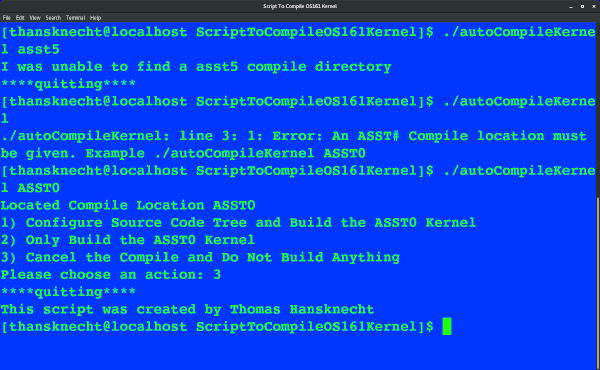 Script To Compile OS161 Kernel
File Edit View Search Terminal Help
[thansknecht@localhost ScriptToCompileOS161Kernel]$ ./autoCompileKerne
l asst5
I was unable to find a asst5 compile directory
****quitting****
[thansknecht@localhost ScriptToCompileOS161Kernel]$ ./autoCompileKerne
l
./autoCompileKernel: line 3: 1: Error: An ASST# Compile location must
be given. Example ./autoCompileKernel ASST0
[thansknecht@localhost ScriptToCompileOS161Kernel]$ ./autoCompileKerne
l ASST0
Located Compile Location ASST0
1) Configure Source Code Tree and Build the ASST0 Kernel
2) Only Build the ASST0 Kernel
3) Cancel the Compile and Do Not Build Anything
Please choose an action: 3
****quitting****
This script was created by Thomas Hansknecht
[thansknecht@localhost ScriptToCompileOS161Kernel]$